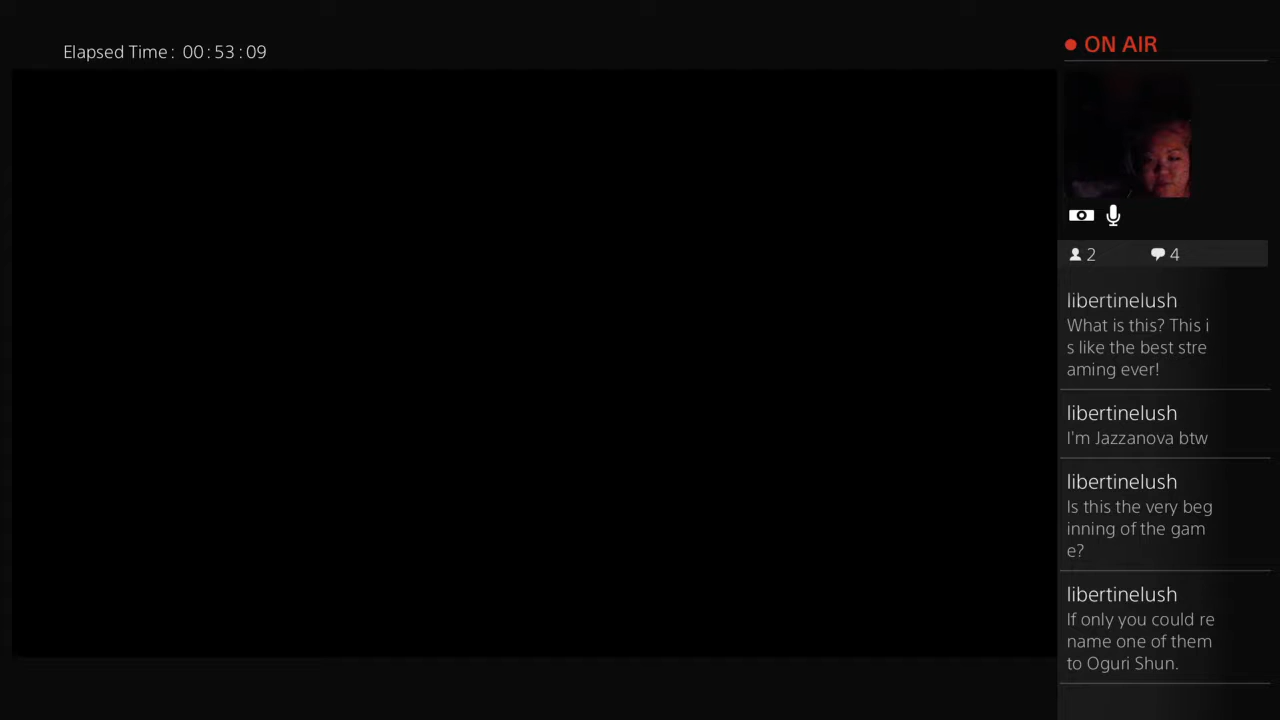 Elapsed Time: 00:53:09
ON AIR
2 4
libertinelush
What is this? This i
s like the best stre
aming ever!
libertinelush
I'm Jazzanova btw
libertinelush
Is this the very beg
inning of the gam
e?
libertinelush
If only you could re
name one of them
to Oguri Shun.